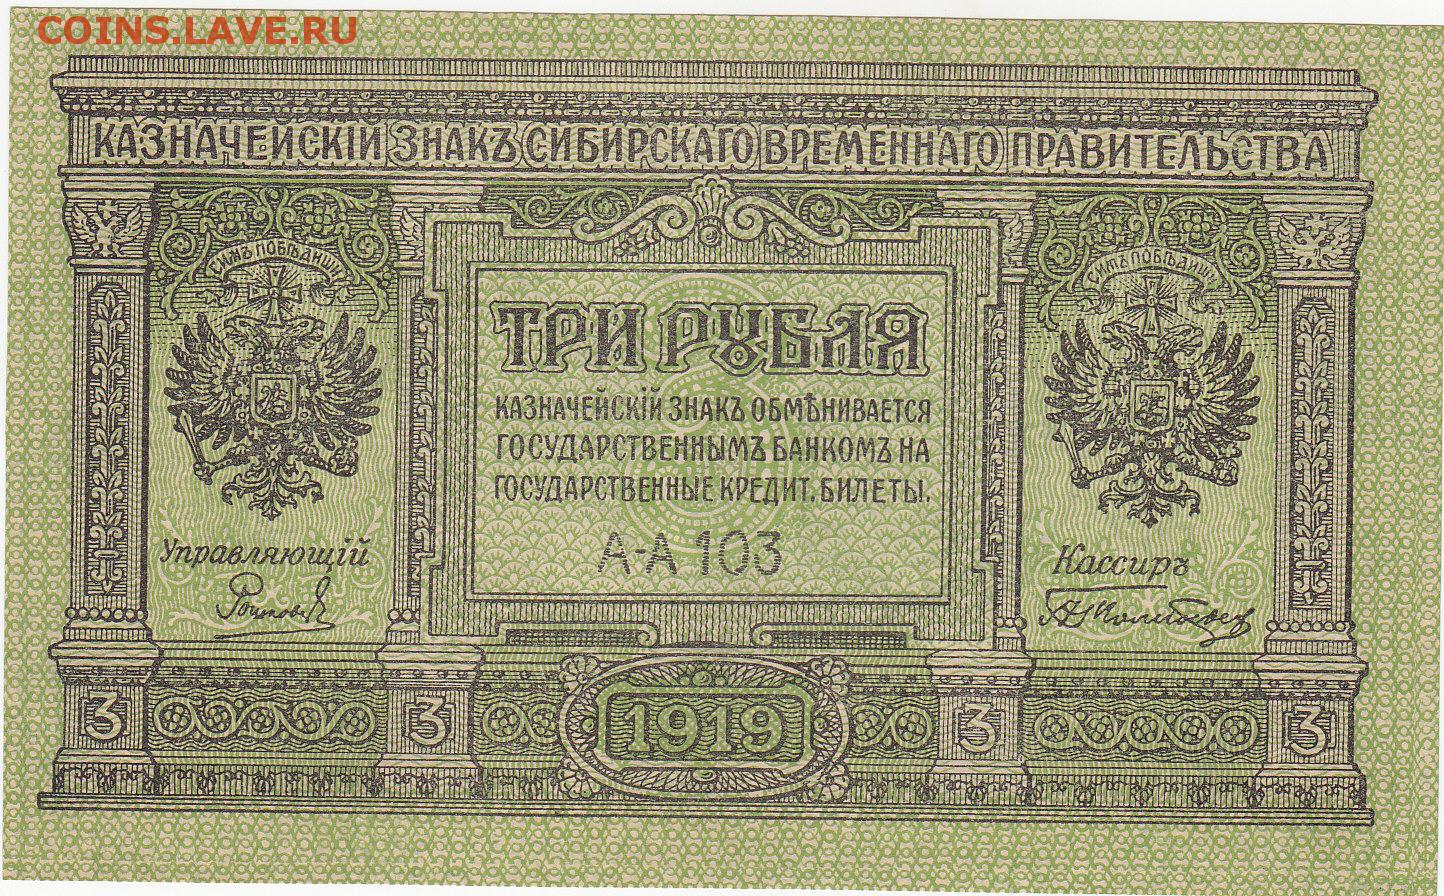 COINS.LAVE.RU
КАЗНАЧЕЙСКІЙ ЗНАКЪ СИБИРСКАГО ВРЕМЕННАГО ПРАВИТЕЛЬСТВА
СИМЪ ПОБѢДИШИ
СИМЪ ПОБѢДИШИ
ТРИ РУБЛЯ
КАЗНАЧЕЙСКІЙ ЗНАКЪ ОБМѢНИВАЕТСЯ
ГОСУДАРСТВЕННЫМЪ БАНКОМЪ НА
ГОСУДАРСТВЕННЫЕ КРЕДИТ. БИЛЕТЫ.
А-А 103
Управляющій
Кассиръ
3 3 1919 3 3